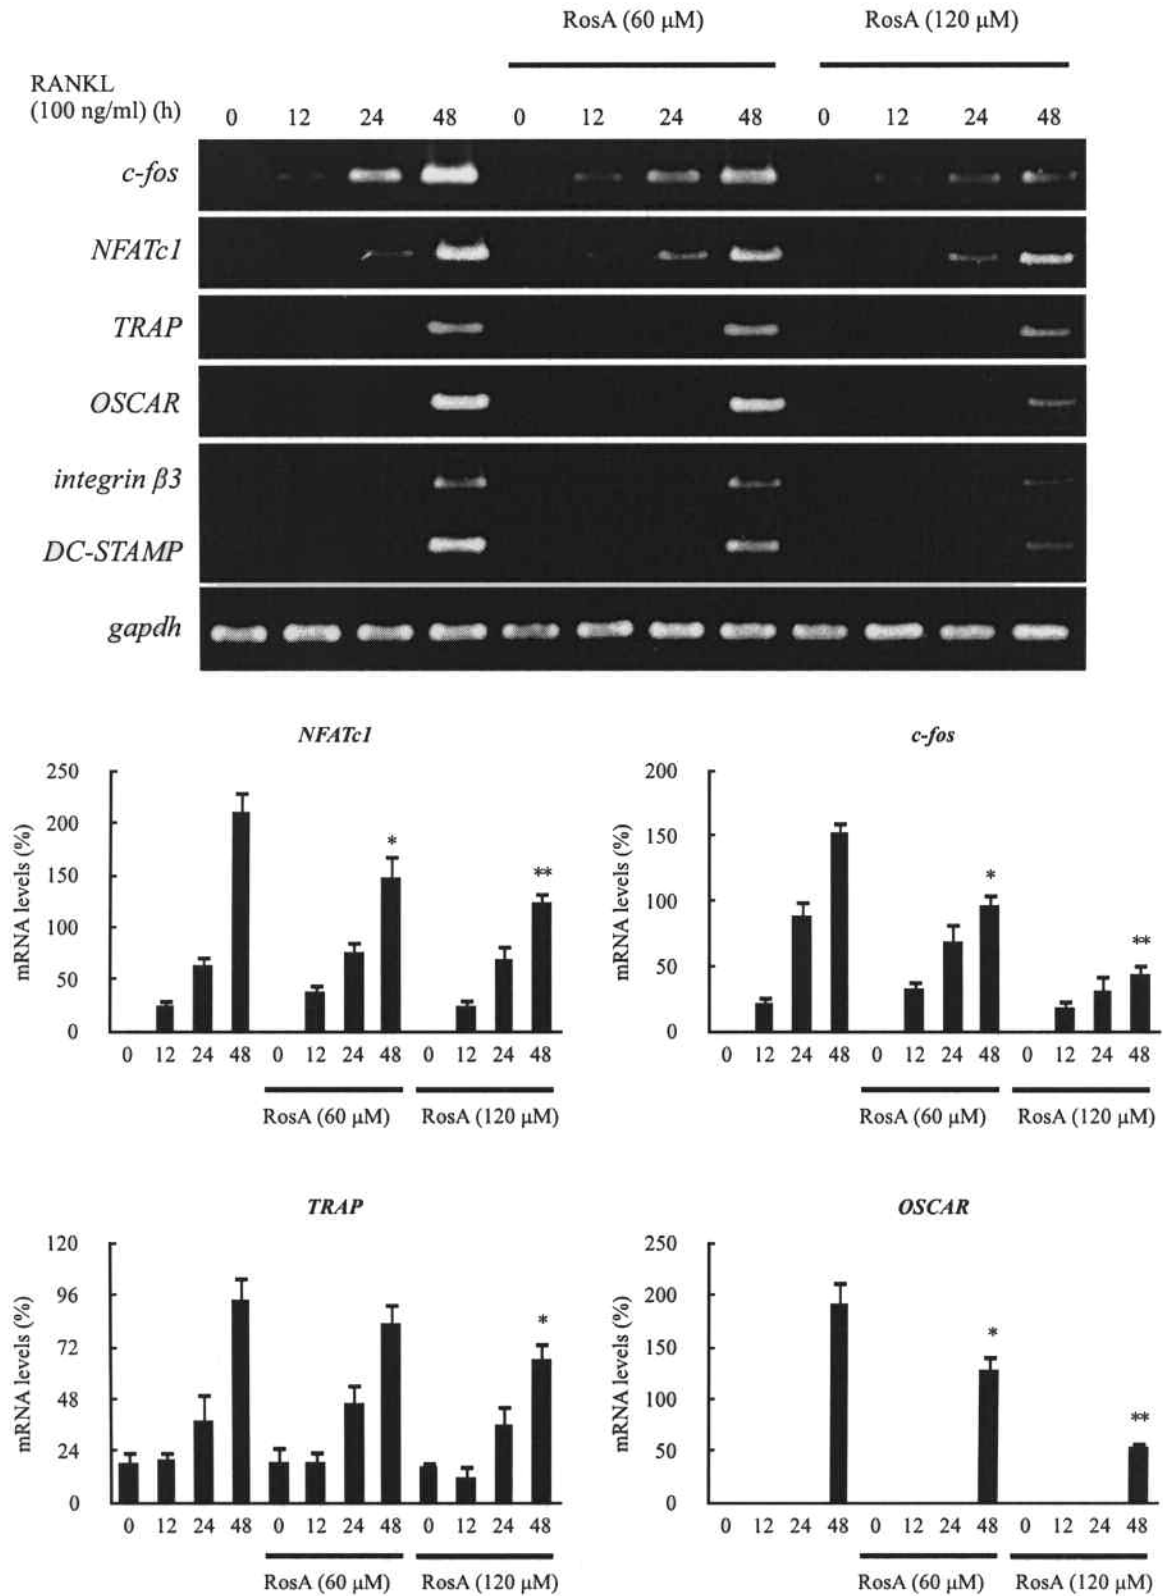 RosA (60 μM) RosA (120 μM)
RANKL
(100 ng/ml) (h) 0 12 24 48 0 12 24 48 0 12 24 48
c-fos
NFATc1
TRAP
OSCAR
integrin β3
DC-STAMP
gapdh
NFATc1
mRNA levels (%)
250
200
150
100
50
0
*
**
0 12 24 48 0 12 24 48 0 12 24 48
RosA (60 μM) RosA (120 μM)
c-fos
mRNA levels (%)
200
150
100
50
0
*
**
0 12 24 48 0 12 24 48 0 12 24 48
RosA (60 μM) RosA (120 μM)
TRAP
mRNA levels (%)
120
96
72
48
24
0
*
0 12 24 48 0 12 24 48 0 12 24 48
RosA (60 μM) RosA (120 μM)
OSCAR
mRNA levels (%)
250
200
150
100
50
0
*
**
0 12 24 48 0 12 24 48 0 12 24 48
RosA (60 μM) RosA (120 μM)